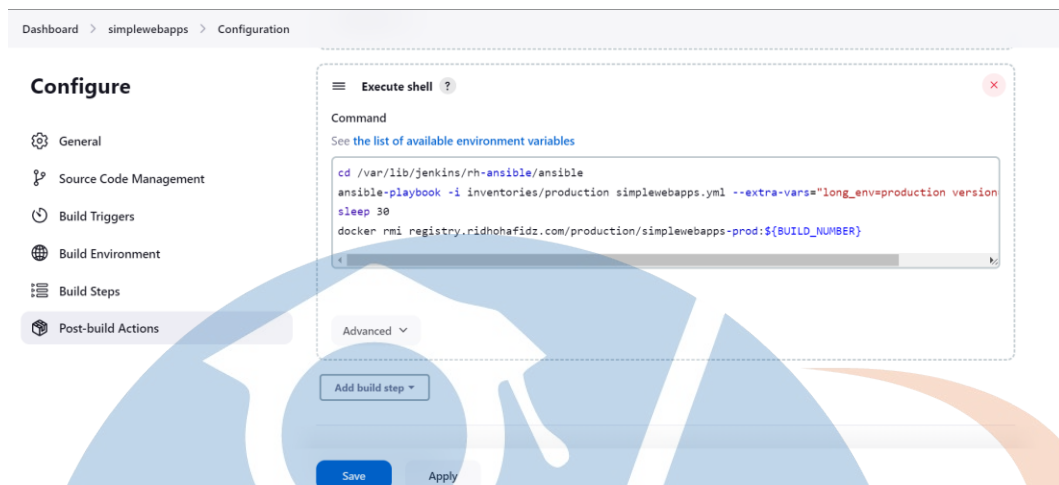 Dashboard > simplewebapps > Configuration
Configure
General
Source Code Management
Build Triggers
Build Environment
Build Steps
Post-build Actions
Execute shell ?
Command
See the list of available environment variables
cd /var/lib/jenkins/rh-ansible/ansible
ansible-playbook -i inventories/production simplewebapps.yml --extra-vars="long_env=production version
sleep 30
docker rmi registry.ridhohafidz.com/production/simplewebapps-prod:${BUILD_NUMBER}
Advanced
Add build step
Save Apply